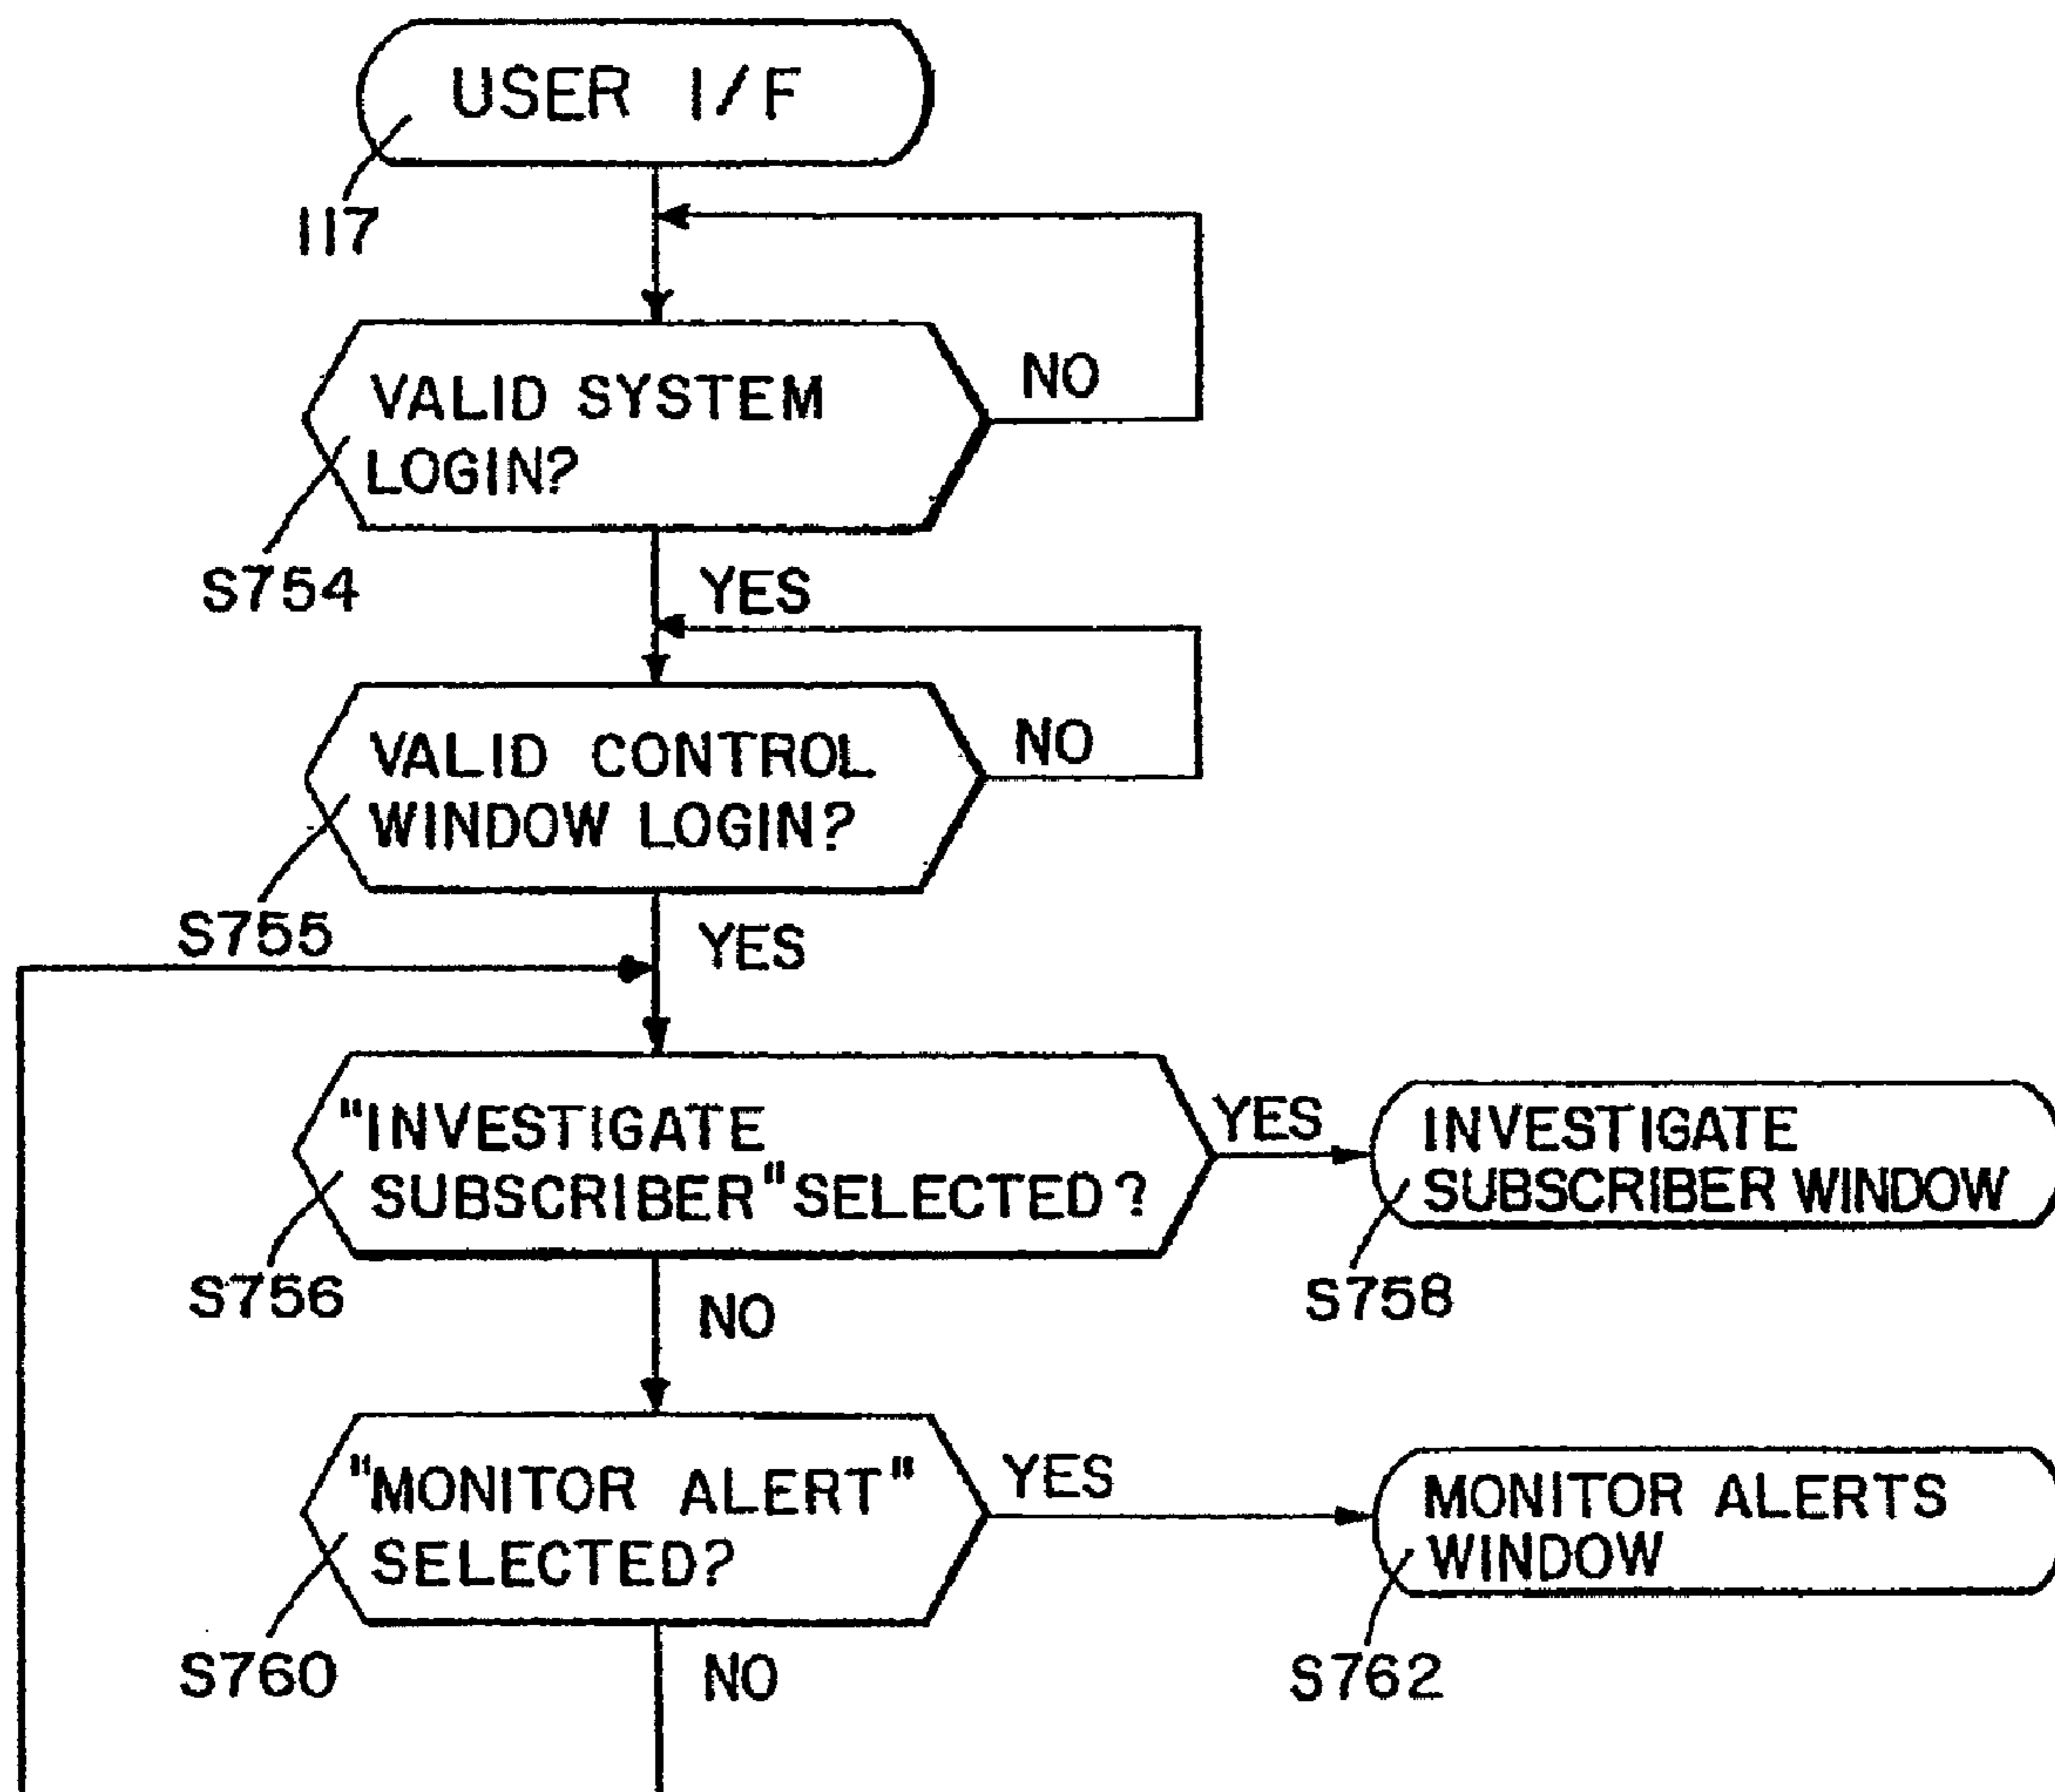 USER I/F
117
VALID SYSTEM
LOGIN?
NO
S754
YES
VALID CONTROL
WINDOW LOGIN?
NO
S755
YES
"INVESTIGATE
SUBSCRIBER" SELECTED?
YES
INVESTIGATE
SUBSCRIBER WINDOW
S756
S758
NO
"MONITOR ALERT"
SELECTED?
YES
MONITOR ALERTS
WINDOW
S760
NO
S762